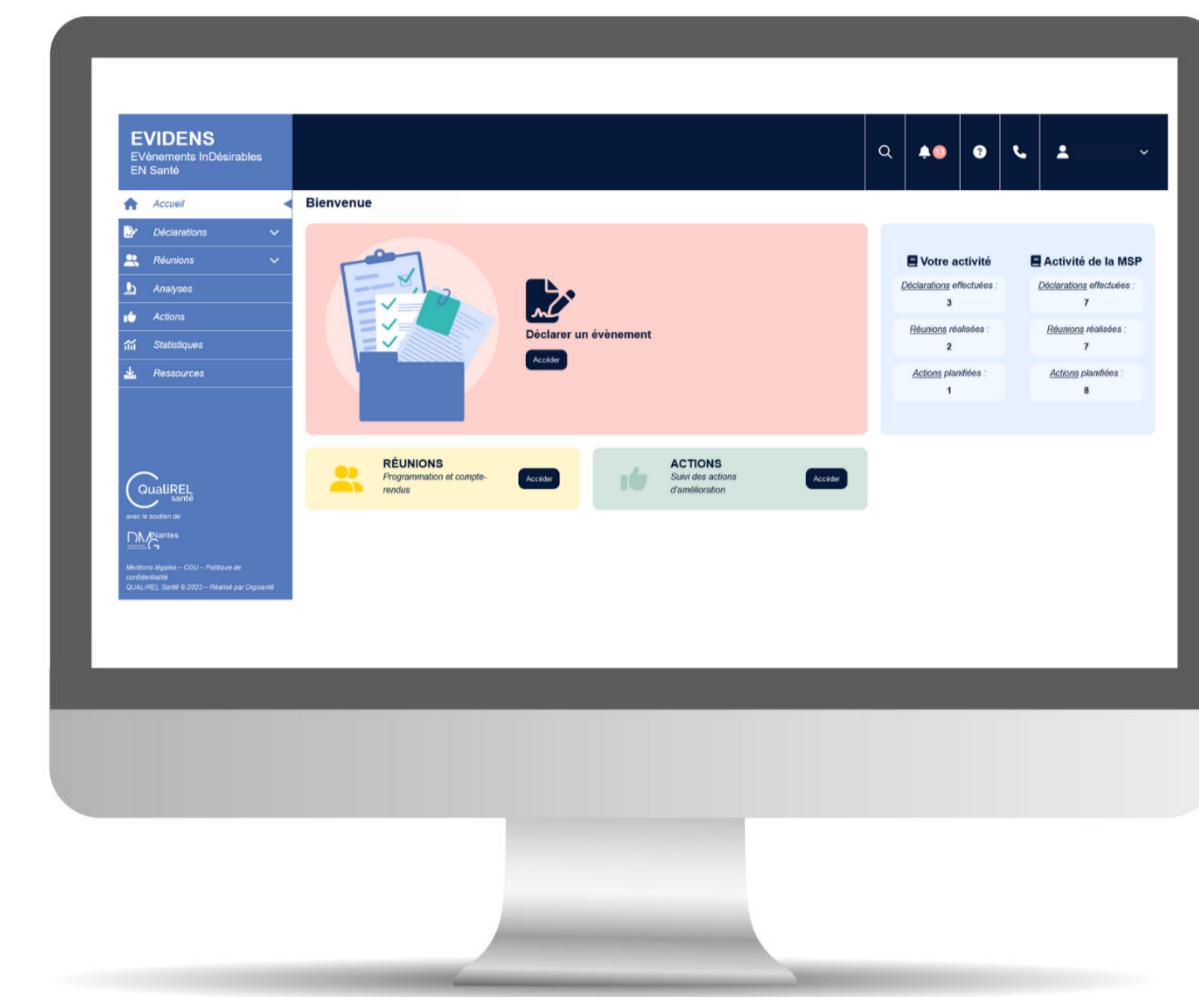 EVIDENS
EVènements InDésirables
EN Santé
13
?
Accueil
Déclarations
Réunions
Analyses
Actions
Statistiques
Ressources
QualiREL
santé
avec le soutien de
DMG Nantes
Mentions légales – CGU – Politique de
confidentialité
QUALIREL Santé © 2023 – Réalisé par Digisanté
Bienvenue
Déclarer un évènement
Accéder
Votre activité
Déclarations effectuées :
3
Réunions réalisées :
2
Actions planifiées :
1
Activité de la MSP
Déclarations effectuées :
7
Réunions réalisées :
7
Actions planifiées :
8
RÉUNIONS
Programmation et compte-
rendus
Accéder
ACTIONS
Suivi des actions
d'amélioration
Accéder